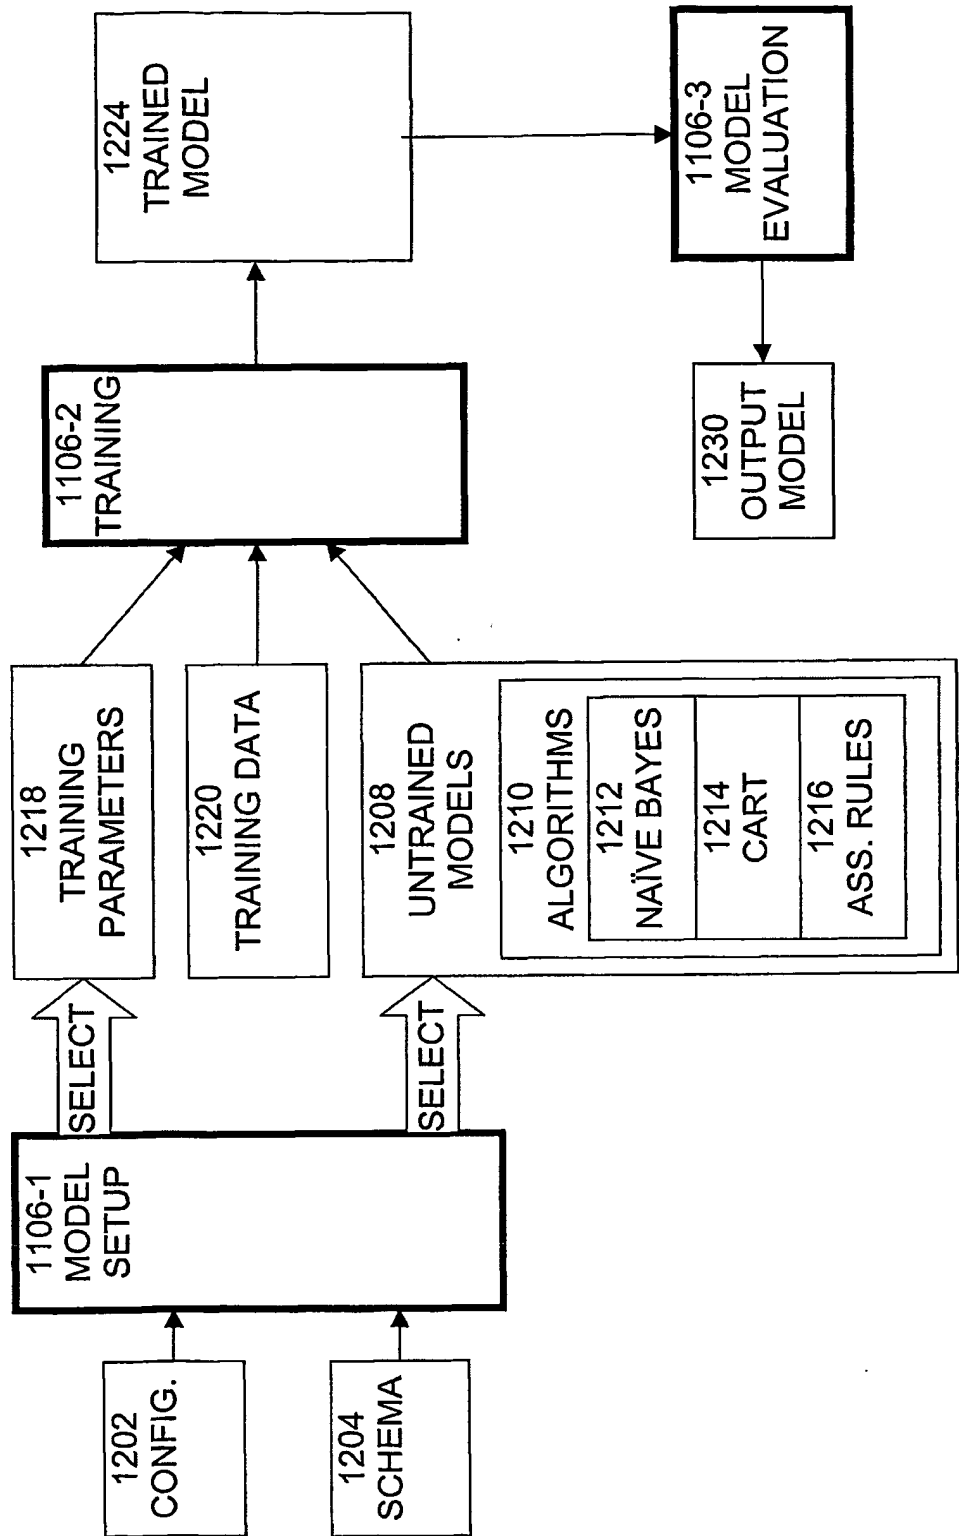 1202
CONFIG.
1204
SCHEMA
1106-1
MODEL
SETUP
SELECT
SELECT
1218
TRAINING
PARAMETERS
1220
TRAINING DATA
1208
UNTRAINED
MODELS
1210
ALGORITHMS
1212
NAÏVE BAYES
1214
CART
1216
ASS. RULES
1106-2
TRAINING
1224
TRAINED
MODEL
1106-3
MODEL
EVALUATION
1230
OUTPUT
MODEL